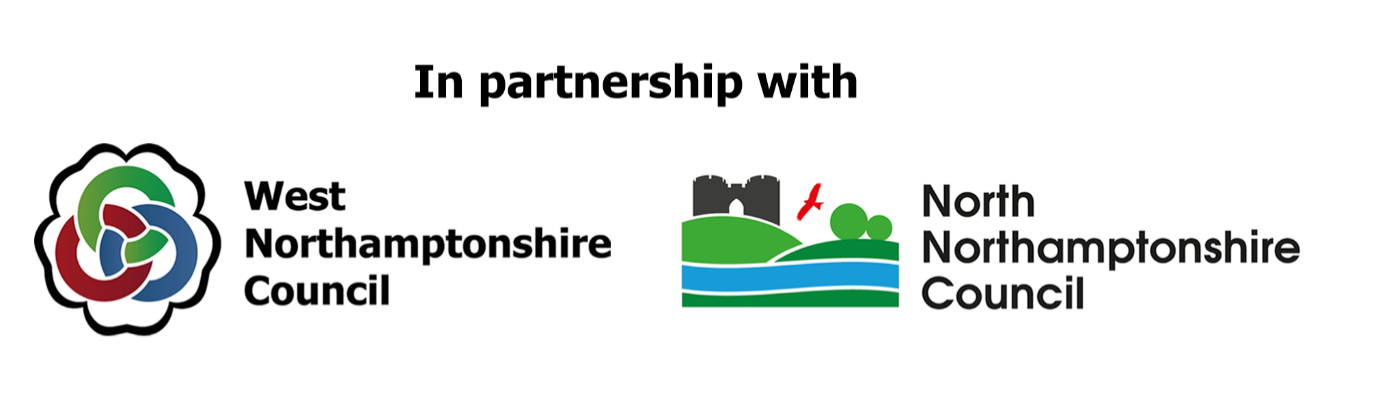 In partnership with
West
Northamptonshire
Council
North
Northamptonshire
Council